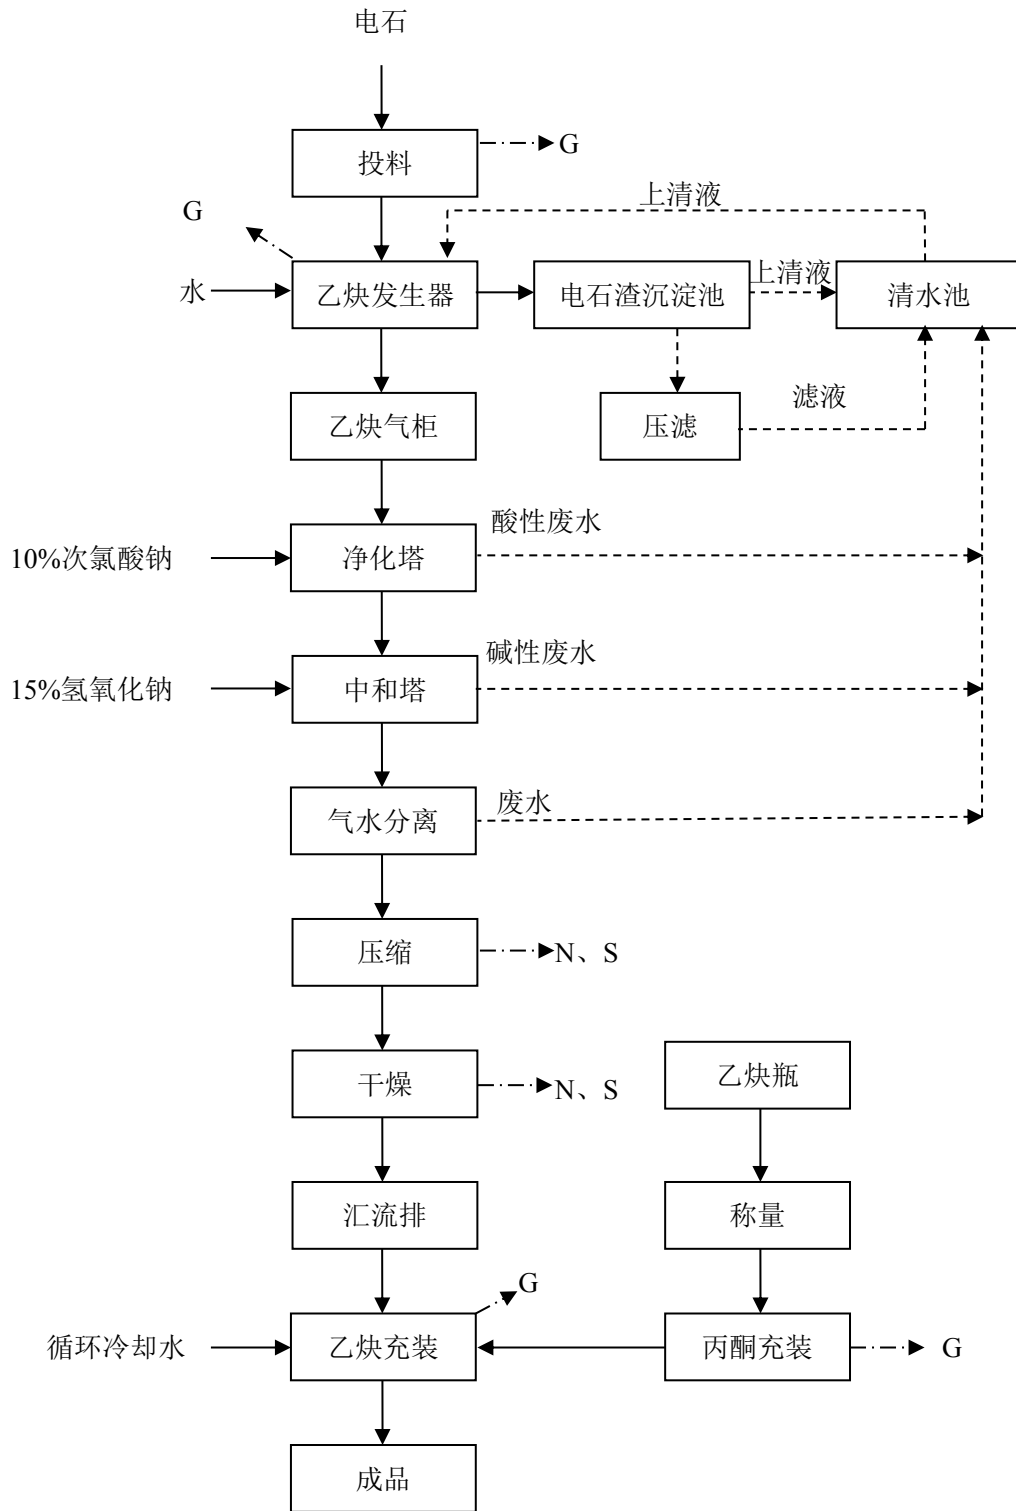 电石
投料
G
上清液
G
水
乙炔发生器
电石渣沉淀池
上清液
清水池
乙炔气柜
压滤
滤液
10%次氯酸钠
净化塔
酸性废水
15%氢氧化钠
中和塔
碱性废水
气水分离
废水
压缩
N、S
干燥
N、S
乙炔瓶
汇流排
称量
G
循环冷却水
乙炔充装
丙酮充装
G
成品